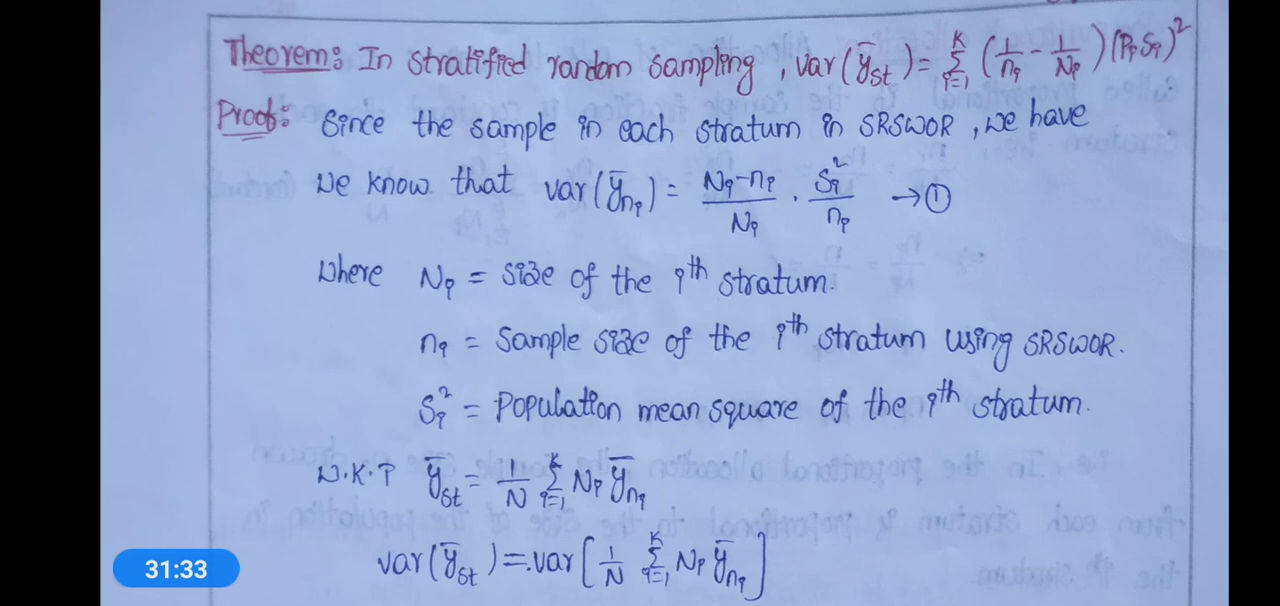 Theorem: In stratified random sampling, var(ȳst) = Σ_{i=1}^{K} (1/ni - 1/Ni) (Pi Si)²
Proof: Since the sample in each stratum in SRSWOR, we have
We know that var(ȳni) = (Ni-ni)/Ni · Si²/ni → ①
Where Ni = size of the ith stratum.
ni = Sample size of the ith stratum using SRSWOR.
Si² = Population mean square of the ith stratum.
W.K.T ȳst = 1/N Σ_{i=1}^{K} Ni ȳni
var(ȳst) = var[1/N Σ_{i=1}^{K} Ni ȳni]
31:33